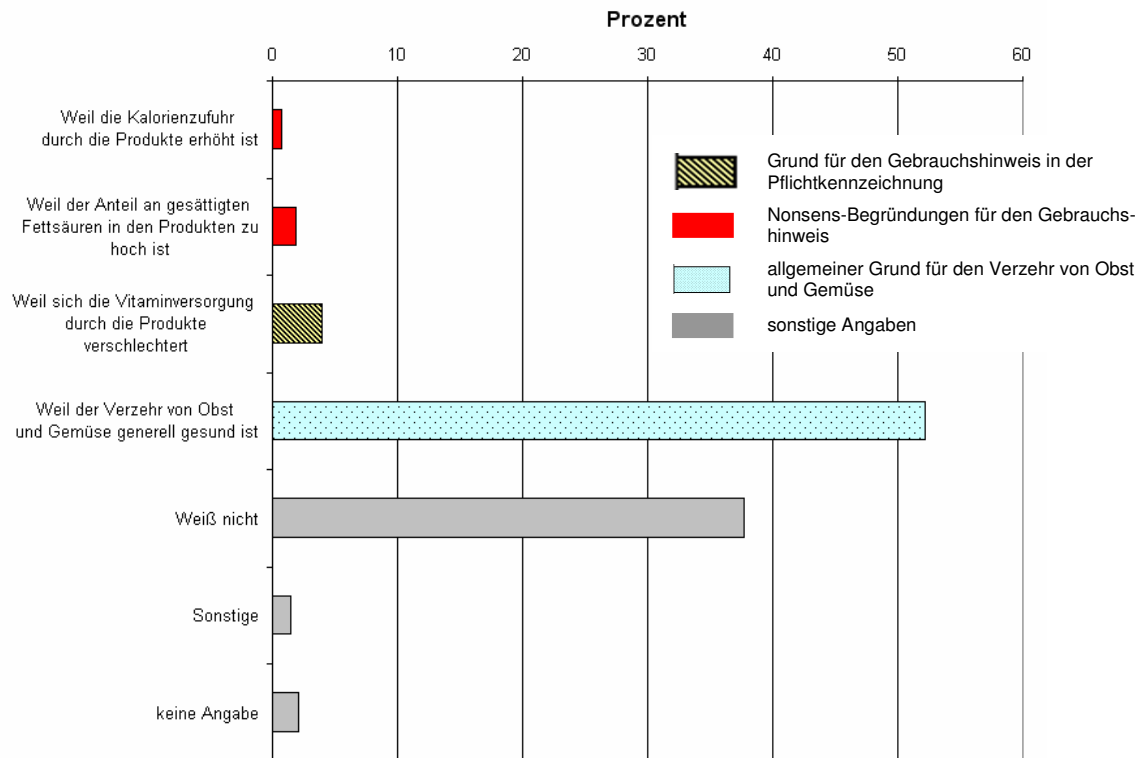 Prozent
0 10 20 30 40 50 60
Weil die Kalorienzufuhr
durch die Produkte erhöht ist
Weil der Anteil an gesättigten
Fettsäuren in den Produkten zu
hoch ist
Weil sich die Vitaminversorgung
durch die Produkte
verschlechtert
Weil der Verzehr von Obst
und Gemüse generell gesund ist
Weiß nicht
Sonstige
keine Angabe
Grund für den Gebrauchshinweis in der
Pflichtkennzeichnung
Nonsens-Begründungen für den Gebrauchs-
hinweis
allgemeiner Grund für den Verzehr von Obst
und Gemüse
sonstige Angaben